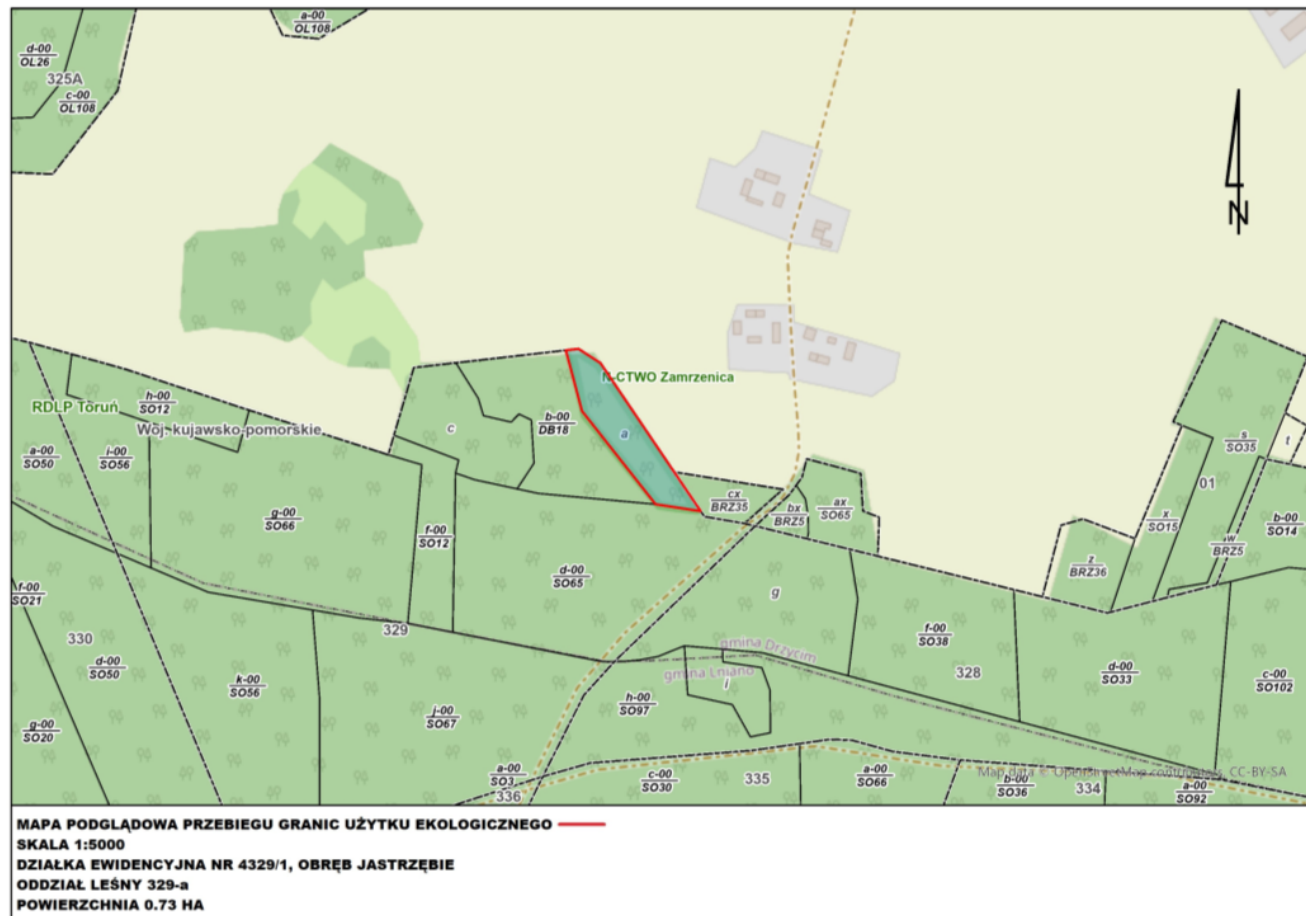 a-00
OL108
d-00
OL26
325A
c-00
OL108
N
N-CTWO Zamrzenica
RDLP Toruń
h-00
SO12
Woj. kujawsko-pomorskie
a-00
SO50
i-00
SO56
c
b-00
DB18
a
g-00
SO66
f-00
SO12
d-00
SO65
cx
BRZ35
bx
BRZ5
ax
SO65
s
SO35
t
01
x
SO15
w
BRZ5
b-00
SO14
z
BRZ36
f-00
SO21
330
329
d-00
SO50
k-00
SO56
g
gmina Drzycim
gmina Lniano
i
f-00
SO38
328
d-00
SO33
c-00
SO102
g-00
SO20
j-00
SO67
h-00
SO97
a-00
SO3
336
c-00
SO30
335
a-00
SO66
b-00
SO36
334
a-00
SO92
Map data © OpenStreetMap contributors, CC-BY-SA
MAPA PODGLĄDOWA PRZEBIEGU GRANIC UŻYTKU EKOLOGICZNEGO
SKALA 1:5000
DZIAŁKA EWIDENCYJNA NR 4329/1, OBRĘB JASTRZĘBIE
ODDZIAŁ LEŚNY 329-a
POWIERZCHNIA 0.73 HA